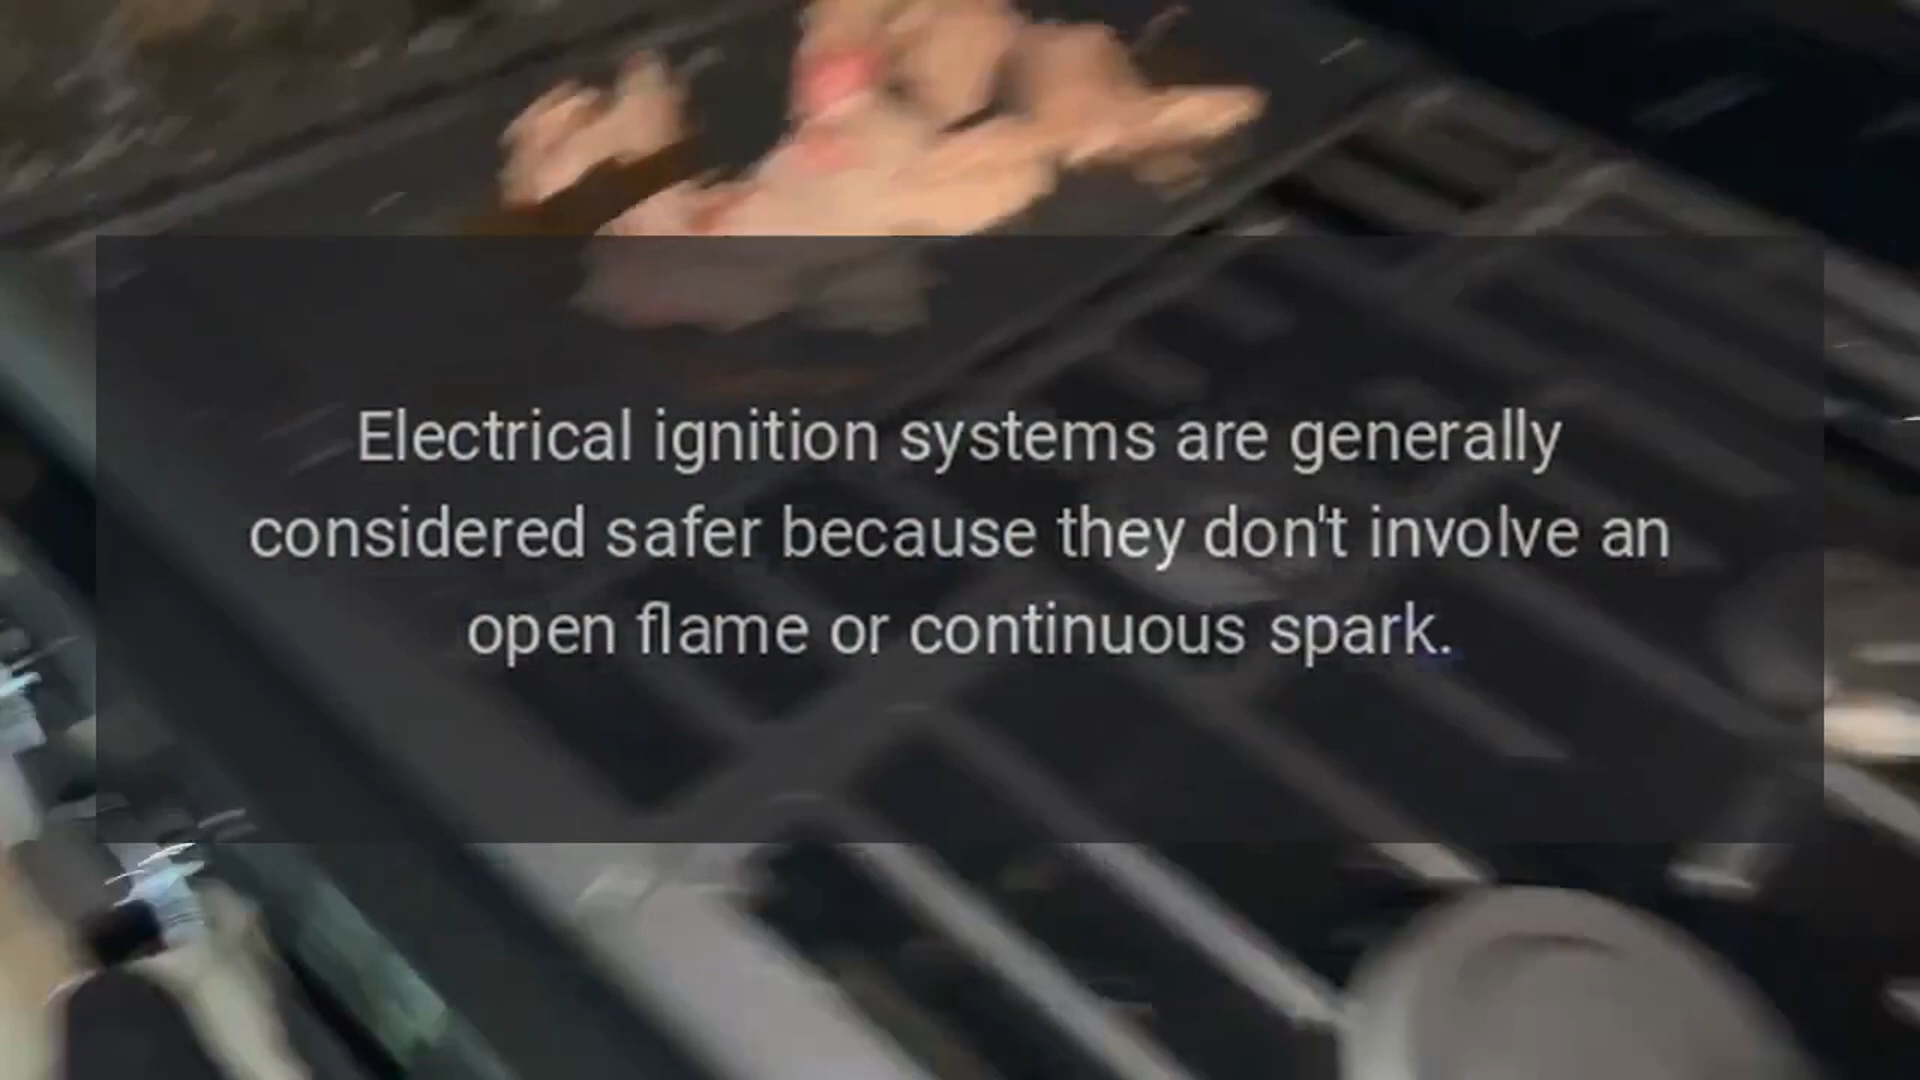 Electrical ignition systems are generally
considered safer because they don't involve an
open flame or continuous spark.